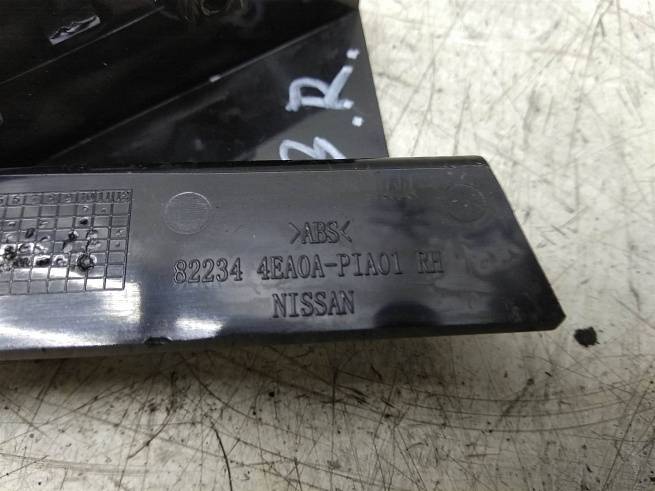 З.R.
>ABS<
82234 4EA0A-PIA01 RH
NISSAN